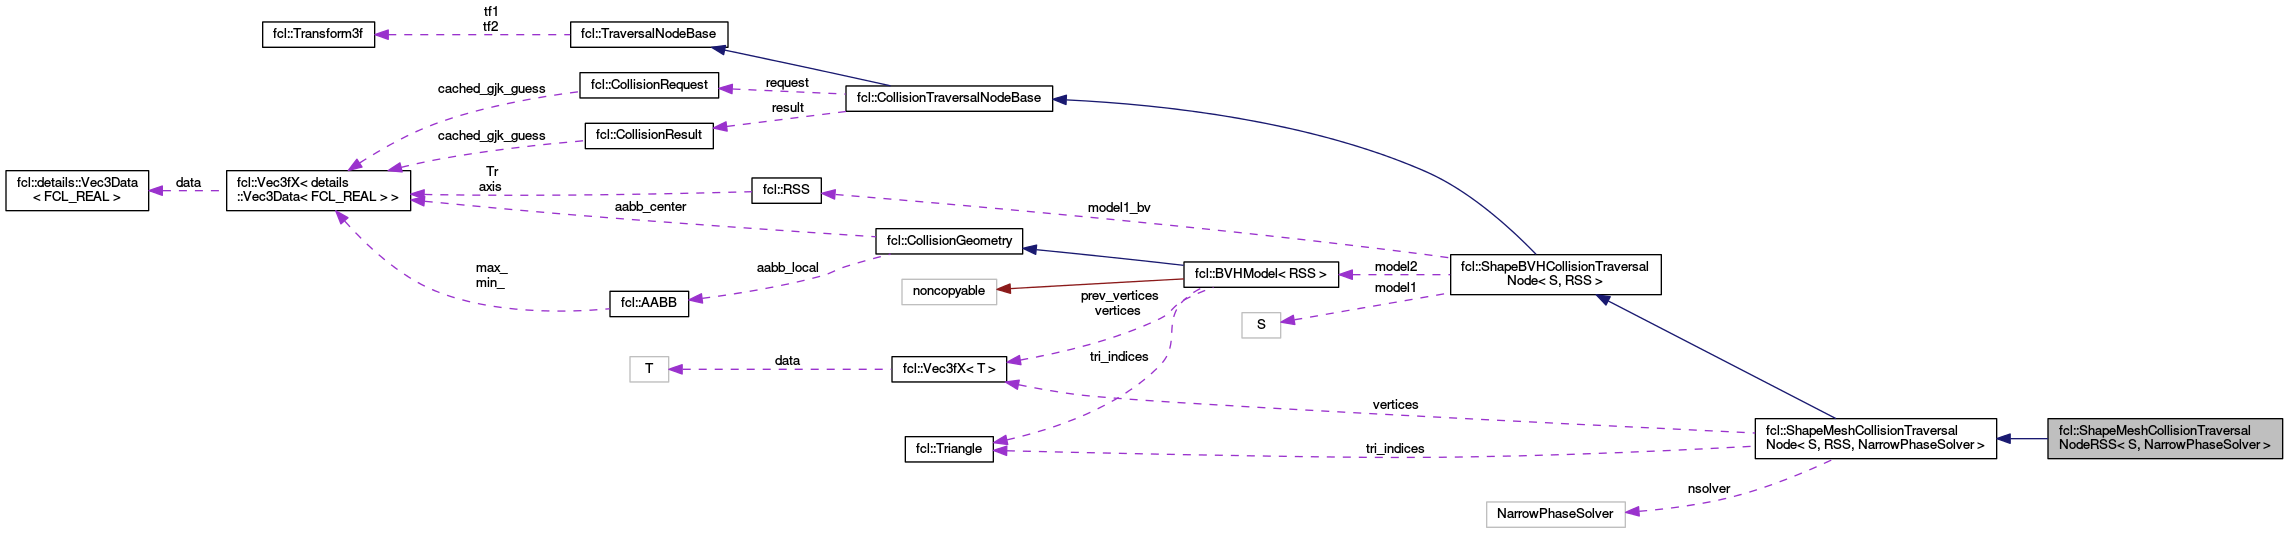 tf1
tf2
fcl::Transform3f
fcl::TraversalNodeBase
cached_gjk_guess
fcl::CollisionRequest
request
fcl::CollisionTraversalNodeBase
result
cached_gjk_guess
fcl::CollisionResult
fcl::details::Vec3Data
< FCL_REAL >
data
fcl::Vec3fX< details
::Vec3Data< FCL_REAL > >
Tr
axis
fcl::RSS
model1_bv
aabb_center
fcl::CollisionGeometry
max_
min_
aabb_local
fcl::AABB
noncopyable
fcl::BVHModel< RSS >
model2
model1
fcl::ShapeBVHCollisionTraversal
Node< S, RSS >
prev_vertices
vertices
S
tri_indices
T
data
fcl::Vec3fX< T >
vertices
fcl::Triangle
tri_indices
fcl::ShapeMeshCollisionTraversal
Node< S, RSS, NarrowPhaseSolver >
fcl::ShapeMeshCollisionTraversal
NodeRSS< S, NarrowPhaseSolver >
nsolver
NarrowPhaseSolver